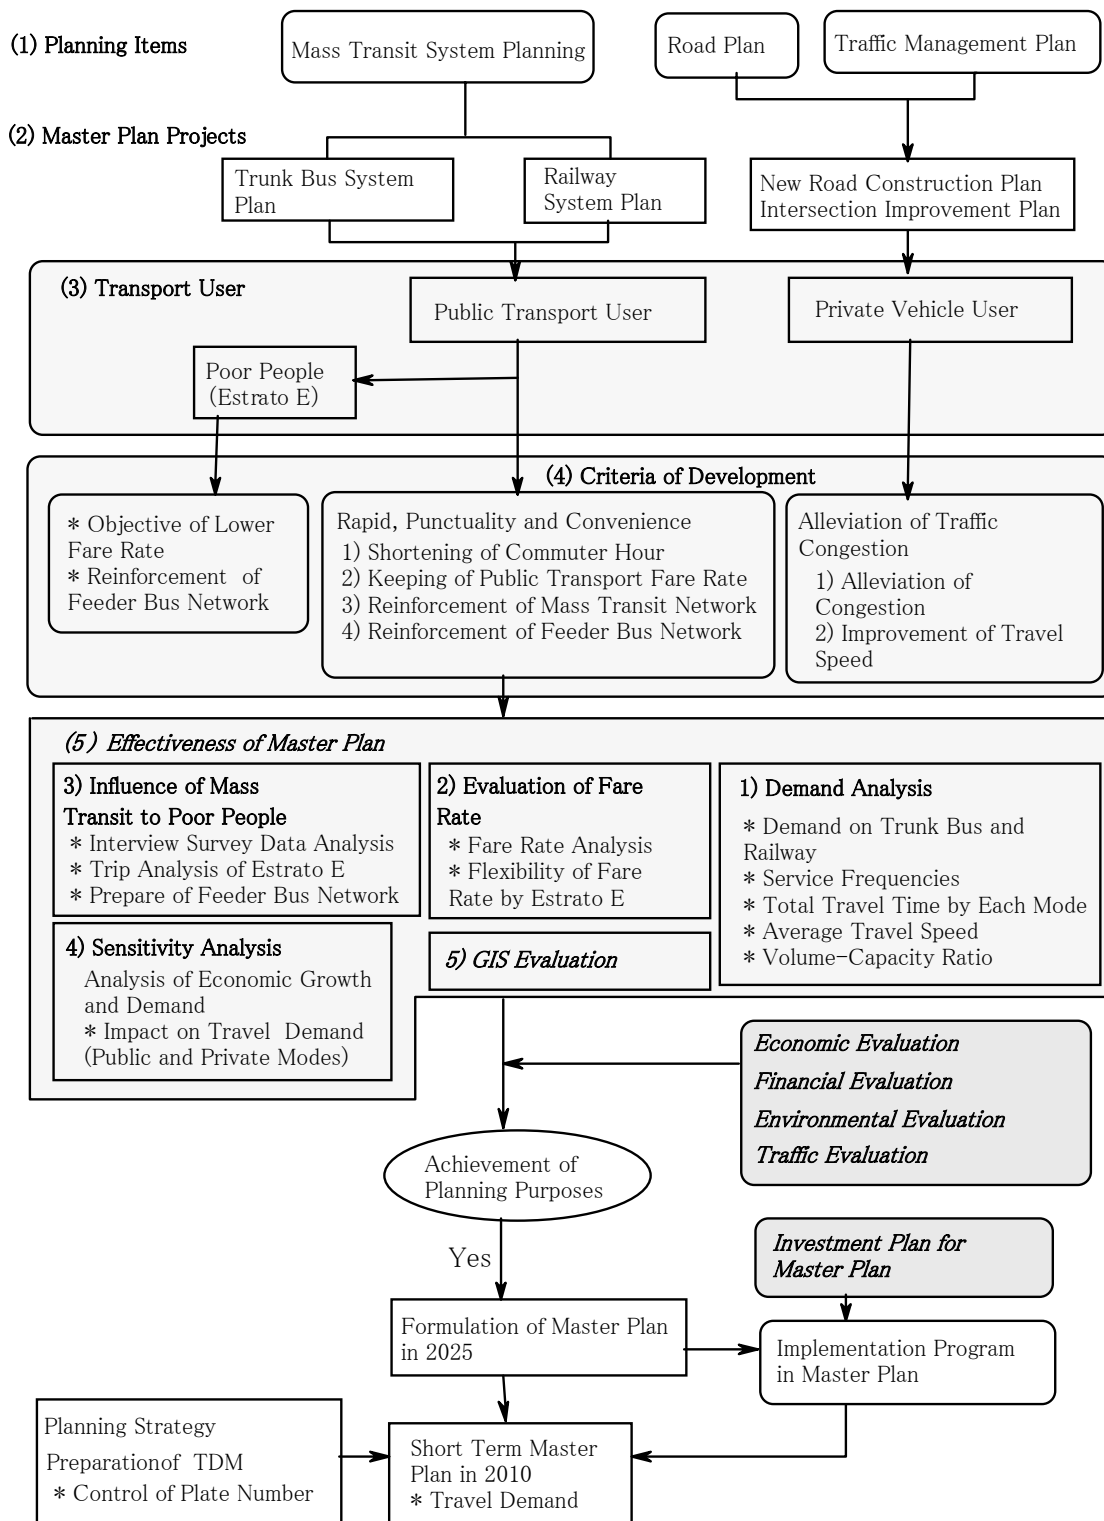 (1) Planning Items
Mass Transit System Planning
Road Plan
Traffic Management Plan
(2) Master Plan Projects
Trunk Bus System
Plan
Railway
System Plan
New Road Construction Plan
Intersection Improvement Plan
(3) Transport User
Public Transport User
Private Vehicle User
Poor People
(Estrato E)
(4) Criteria of Development
* Objective of Lower
Fare Rate
* Reinforcement of
Feeder Bus Network
Rapid, Punctuality and Convenience
1) Shortening of Commuter Hour
2) Keeping of Public Transport Fare Rate
3) Reinforcement of Mass Transit Network
4) Reinforcement of Feeder Bus Network
Alleviation of Traffic
Congestion
1) Alleviation of
Congestion
2) Improvement of Travel
Speed
(5) Effectiveness of Master Plan
3) Influence of Mass
Transit to Poor People
* Interview Survey Data Analysis
* Trip Analysis of Estrato E
* Prepare of Feeder Bus Network
2) Evaluation of Fare
Rate
* Fare Rate Analysis
* Flexibility of Fare
Rate by Estrato E
1) Demand Analysis
* Demand on Trunk Bus and
Railway
* Service Frequencies
* Total Travel Time by Each Mode
* Average Travel Speed
* Volume-Capacity Ratio
4) Sensitivity Analysis
Analysis of Economic Growth
and Demand
* Impact on Travel Demand
(Public and Private Modes)
5) GIS Evaluation
Economic Evaluation
Financial Evaluation
Environmental Evaluation
Traffic Evaluation
Achievement of
Planning Purposes
Yes
Investment Plan for
Master Plan
Formulation of Master Plan
in 2025
Implementation Program
in Master Plan
Planning Strategy
Preparationof TDM
* Control of Plate Number
Short Term Master
Plan in 2010
* Travel Demand